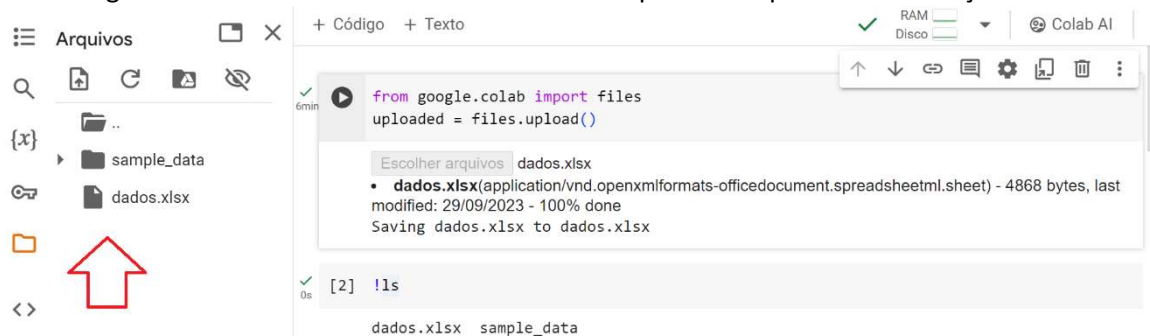 Arquivos
+ Código + Texto
RAM
Disco
Colab AI
{x}
..
sample_data
dados.xlsx
6min
from google.colab import files
uploaded = files.upload()
Escolher arquivos dados.xlsx
• dados.xlsx(application/vnd.openxmlformats-officedocument.spreadsheetml.sheet) - 4868 bytes, last
modified: 29/09/2023 - 100% done
Saving dados.xlsx to dados.xlsx
0s
[2] !ls
dados.xlsx sample_data